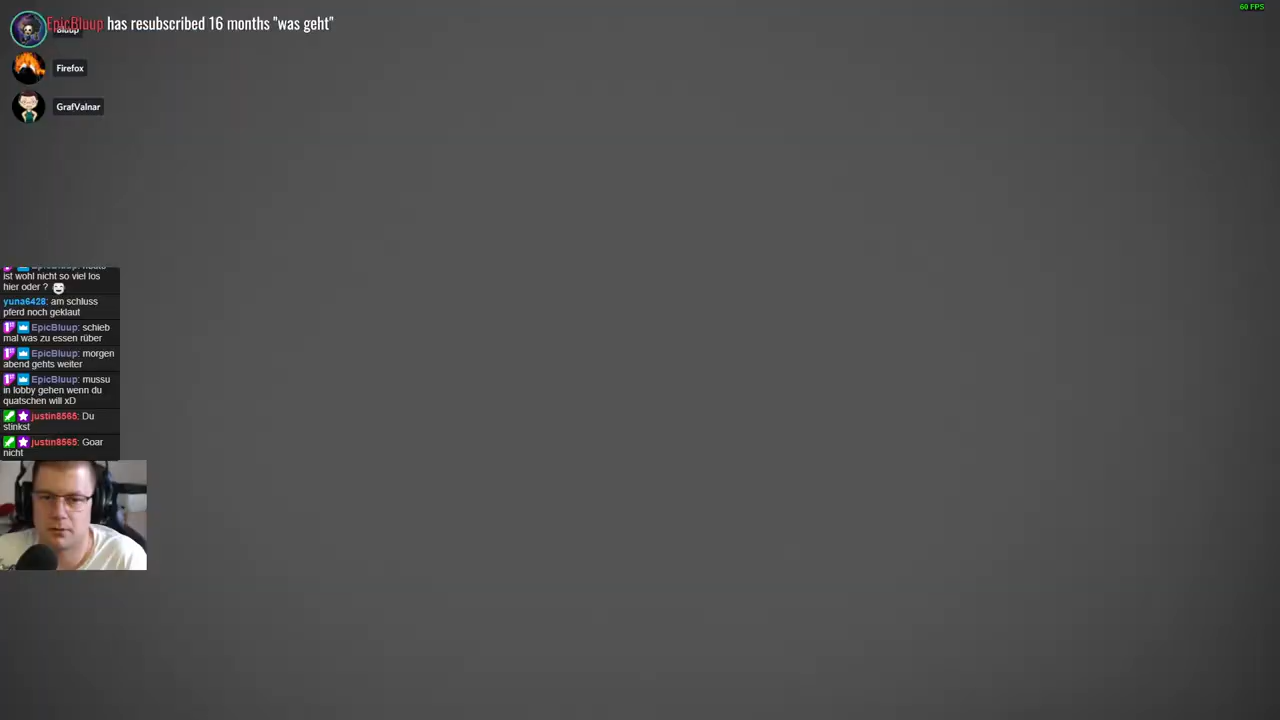 EpicBluup has resubscribed 16 months "was geht"
Bluup
Firefox
GrafValnar
60 FPS
ist wohl nicht so viel los
hier oder ?
yuna6428: am schluss
pferd noch geklaut
EpicBluup: schieb
mal was zu essen rüber
EpicBluup: morgen
abend gehts weiter
EpicBluup: mussu
in lobby gehen wenn du
quatschen will xD
justin8565: Du
stinkst
justin8565: Goar
nicht